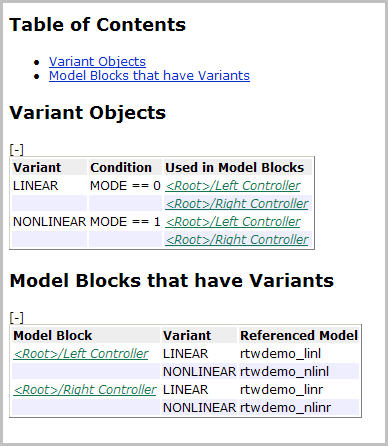 Table of Contents
Variant Objects
Model Blocks that have Variants
Variant Objects
[-]
Variant Condition Used in Model Blocks
LINEAR MODE == 0 <Root>/Left Controller
<Root>/Right Controller
NONLINEAR MODE == 1 <Root>/Left Controller
<Root>/Right Controller
Model Blocks that have Variants
[-]
Model Block Variant Referenced Model
<Root>/Left Controller LINEAR rtwdemo_linl
NONLINEAR rtwdemo_nlinl
<Root>/Right Controller LINEAR rtwdemo_linr
NONLINEAR rtwdemo_nlinr